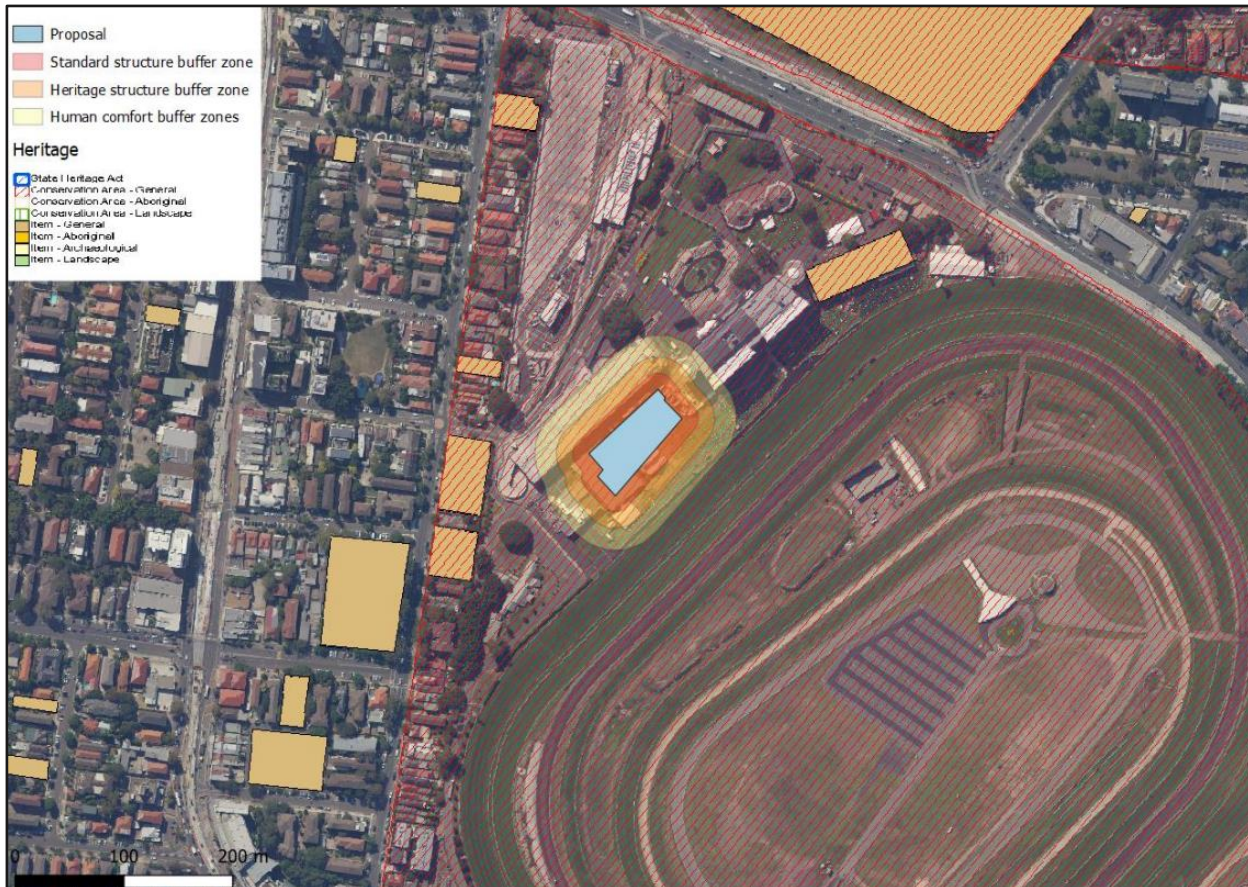 Proposal
Standard structure buffer zone
Heritage structure buffer zone
Human comfort buffer zones
Heritage
State Heritage Act
Conservation Area - General
Conservation Area - Aboriginal
Conservation Area - Landscape
Item - General
Item - Aboriginal
Item - Archaeological
Item - Landscape
0 100 200 m